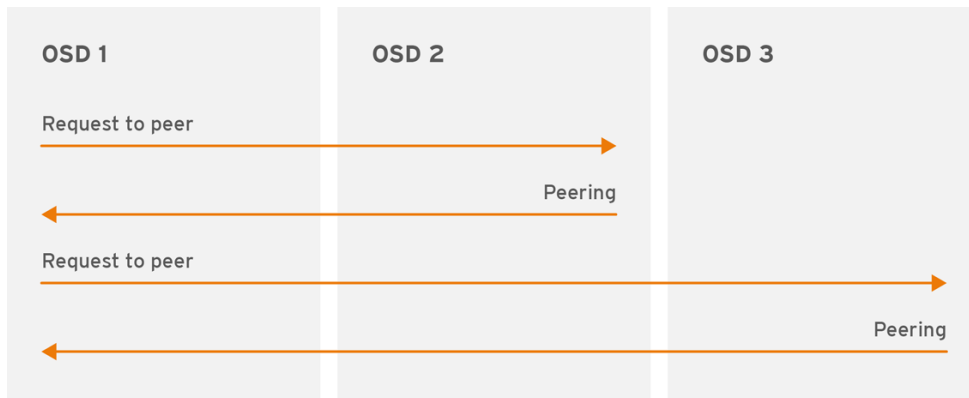 OSD 1
OSD 2
OSD 3
Request to peer
Peering
Request to peer
Peering